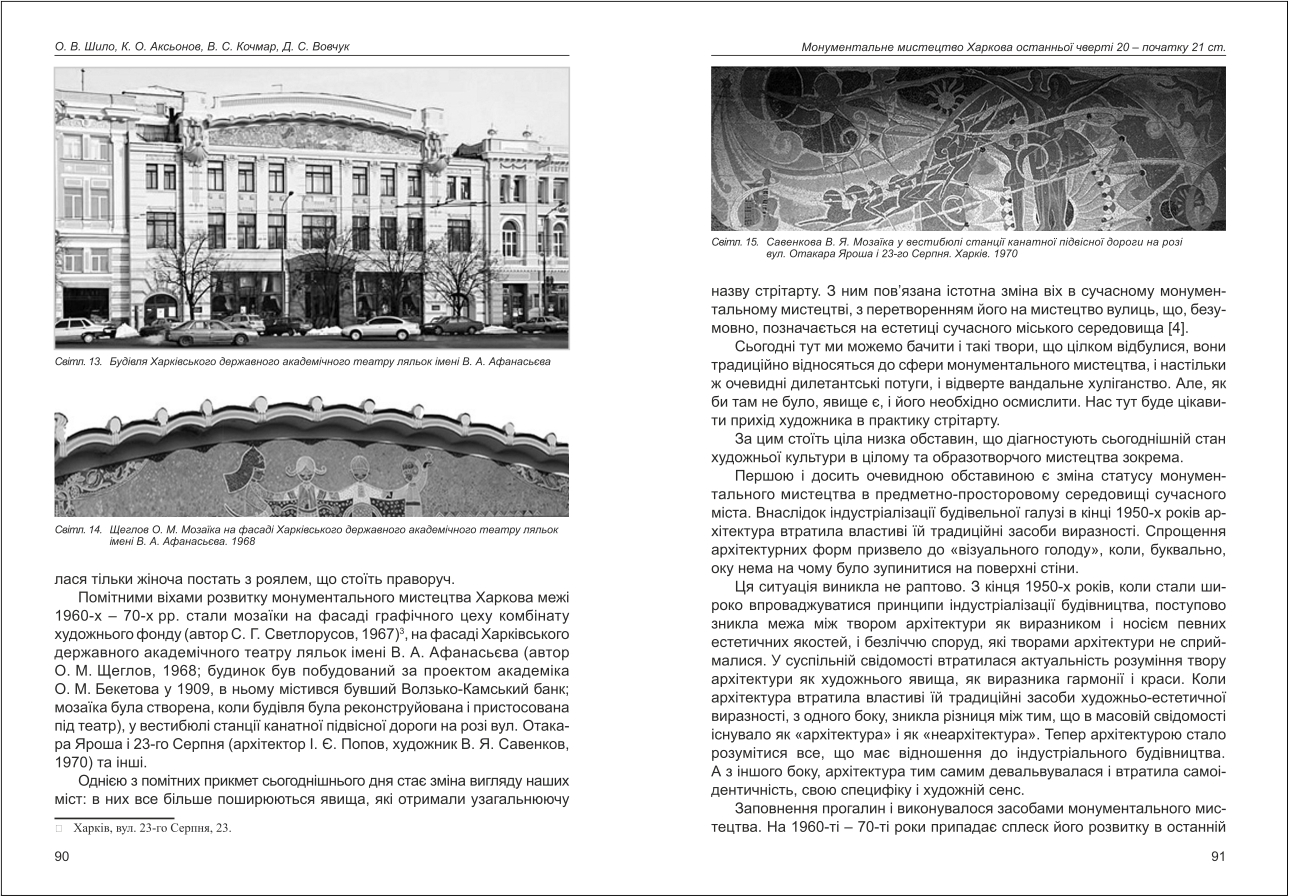 О. В. Шило, К. О. Аксьонов, В. С. Кочмар, Д. С. Вовчук
Світл. 13. Будівля Харківського державного академічного театру ляльок імені В. А. Афанасьєва
Світл. 14. Щеглов О. М. Мозаїка на фасаді Харківського державного академічного театру ляльок
імені В. А. Афанасьєва. 1968
лася тільки жіноча постать з роялем, що стоїть праворуч.
Помітними віхами розвитку монументального мистецтва Харкова межі
1960-х – 70-х рр. стали мозаїки на фасаді графічного цеху комбінату
художнього фонду (автор С. Г. Светлорусов, 1967)³, на фасаді Харківського
державного академічного театру ляльок імені В. А. Афанасьєва (автор
О. М. Щеглов, 1968; будинок був побудований за проектом академіка
О. М. Бекетова у 1909, в ньому містився бувший Волзько-Камський банк;
мозаїка була створена, коли будівля була реконструйована і пристосована
під театр), у вестибюлі станції канатної підвісної дороги на розі вул. Отака-
ра Яроша і 23-го Серпня (архітектор І. Є. Попов, художник В. Я. Савенков,
1970) та інші.
Однією з помітних прикмет сьогоднішнього дня стає зміна вигляду наших
міст: в них все більше поширюються явища, які отримали узагальнюючу
Харків, вул. 23-го Серпня, 23.
90
Монументальне мистецтво Харкова останньої чверті 20 – початку 21 ст.
Світл. 15. Савенкова В. Я. Мозаїка у вестибюлі станції канатної підвісної дороги на розі
вул. Отакара Яроша і 23-го Серпня. Харків. 1970
назву стрітарту. З ним пов’язана істотна зміна віх в сучасному монумен-
тальному мистецтві, з перетворенням його на мистецтво вулиць, що, безу-
мовно, позначається на естетиці сучасного міського середовища [4].
Сьогодні тут ми можемо бачити і такі твори, що цілком відбулися, вони
традиційно відносяться до сфери монументального мистецтва, і настільки
ж очевидні дилетантські потуги, і відверте вандальне хуліганство. Але, як
би там не було, явище є, і його необхідно осмислити. Нас тут буде цікави-
ти прихід художника в практику стрітарту.
За цим стоїть ціла низка обставин, що діагностують сьогоднішній стан
художньої культури в цілому та образотворчого мистецтва зокрема.
Першою і досить очевидною обставиною є зміна статусу монумен-
тального мистецтва в предметно-просторовому середовищі сучасного
міста. Внаслідок індустріалізації будівельної галузі в кінці 1950-х років ар-
хітектура втратила властиві їй традиційні засоби виразності. Спрощення
архітектурних форм призвело до «візуального голоду», коли, буквально,
оку нема на чому було зупинитися на поверхні стіни.
Ця ситуація виникла не раптово. З кінця 1950-х років, коли стали ши-
роко впроваджуватися принципи індустріалізації будівництва, поступово
зникла межа між твором архітектури як виразником і носієм певних
естетичних якостей, і безліччю споруд, які творами архітектури не сприй-
малися. У суспільній свідомості втратилася актуальність розуміння твору
архітектури як художнього явища, як виразника гармонії і краси. Коли
архітектура втратила властиві їй традиційні засоби художньо-естетичної
виразності, з одного боку, зникла різниця між тим, що в масовій свідомості
існувало як «архітектура» і як «неархітектура». Тепер архітектурою стало
розумітися все, що має відношення до індустріального будівництва.
А з іншого боку, архітектура тим самим девальвувалася і втратила самоі-
дентичність, свою специфіку і художній сенс.
Заповнення прогалин і виконувалося засобами монументального мис-
тецтва. На 1960-ті – 70-ті роки припадає сплеск його розвитку в останній
91